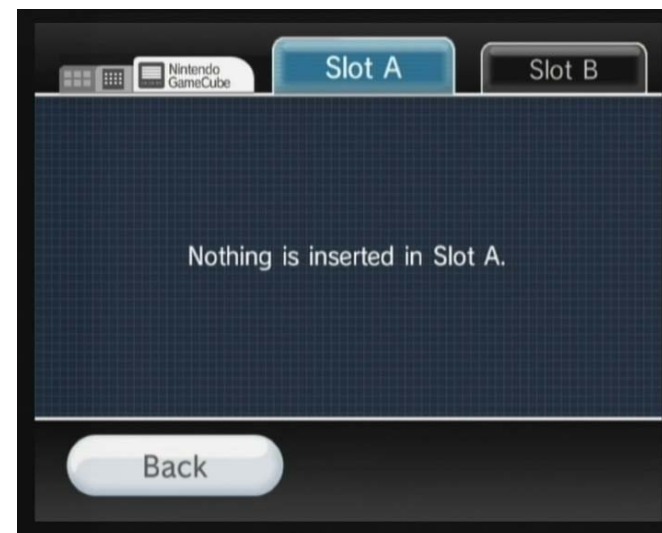 Nintendo
GameCube
Slot A
Slot B
Nothing is inserted in Slot A.
Back